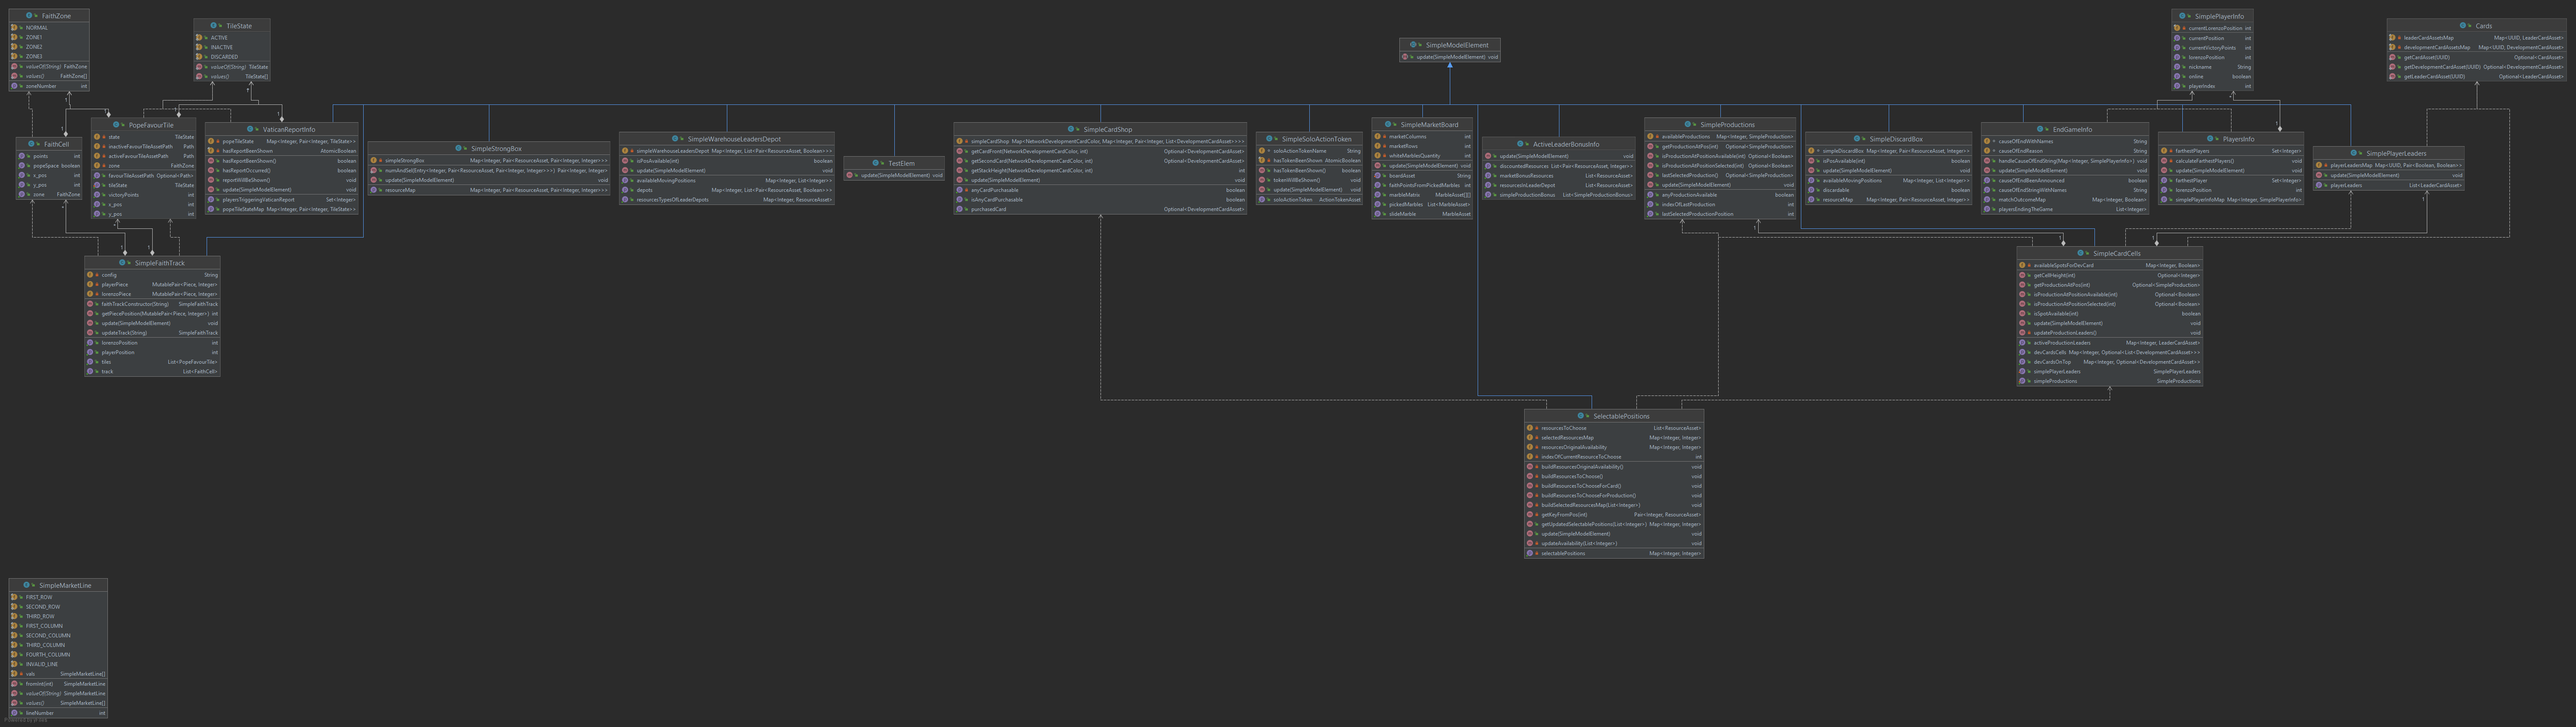 FaithZone
NORMAL
ZONE1
ZONE2
ZONE3
valueOf(String) FaithZone
values() FaithZone[]
zoneNumber int
TileState
ACTIVE
INACTIVE
DISCARDED
valueOf(String) TileState
values() TileState[]
SimpleModelElement
update(SimpleModelElement) void
SimplePlayerInfo
currentLorenzoPosition int
currentPosition int
currentVictoryPoints int
lorenzoPosition int
nickname String
online boolean
playerIndex int
Cards
leaderCardAssetsMap Map<UUID, LeaderCardAsset>
developmentCardAssetsMap Map<UUID, DevelopmentCardAsset>
getCardAsset(UUID) Optional<CardAsset>
getDevelopmentCardAsset(UUID) Optional<DevelopmentCardAsset>
getLeaderCardAsset(UUID) Optional<LeaderCardAsset>
FaithCell
points int
popeSpace boolean
x_pos int
y_pos int
zone FaithZone
PopeFavourTile
state TileState
inactiveFavourTileAssetPath Path
activeFavourTileAssetPath Path
zone FaithZone
favourTileAssetPath Optional<Path>
tileState TileState
victoryPoints int
x_pos int
y_pos int
VaticanReportInfo
popeTileState Map<Integer, Pair<Integer, TileState>>
hasReportBeenShown AtomicBoolean
hasReportBeenShown() boolean
hasReportOccurred() boolean
reportWillBeShown() void
update(SimpleModelElement) void
playersTriggeringVaticanReport Set<Integer>
popeTileStateMap Map<Integer, Pair<Integer, TileState>>
SimpleStrongBox
simpleStrongBox Map<Integer, Pair<ResourceAsset, Pair<Integer, Integer>>>
numAndSel(Entry<Integer, Pair<ResourceAsset, Pair<Integer, Integer>>>) Pair<Integer, Integer>
update(SimpleModelElement) void
resourceMap Map<Integer, Pair<ResourceAsset, Pair<Integer, Integer>>>
SimpleWarehouseLeadersDepot
simpleWarehouseLeadersDepot Map<Integer, List<Pair<ResourceAsset, Boolean>>>
isPosAvailable(int) boolean
update(SimpleModelElement) void
availableMovingPositions Map<Integer, List<Integer>>
depots Map<Integer, List<Pair<ResourceAsset, Boolean>>>
resourcesTypesOfLeaderDepots Map<Integer, ResourceAsset>
TestElem
update(SimpleModelElement) void
SimpleCardShop
simpleCardShop Map<NetworkDevelopmentCardColor, Map<Integer, Pair<Integer, List<DevelopmentCardAsset>>>>
getCardFront(NetworkDevelopmentCardColor, int) Optional<DevelopmentCardAsset>
getSecondCard(NetworkDevelopmentCardColor, int) Optional<DevelopmentCardAsset>
getStackHeight(NetworkDevelopmentCardColor, int) int
update(SimpleModelElement) void
anyCardPurchasable boolean
isAnyCardPurchasable boolean
purchasedCard Optional<DevelopmentCardAsset>
SimpleSoloActionToken
soloActionTokenName String
hasTokenBeenShown AtomicBoolean
hasTokenBeenShown() boolean
tokenWillBeShown() void
update(SimpleModelElement) void
soloActionToken ActionTokenAsset
SimpleMarketBoard
marketColumns int
marketRows int
whiteMarblesQuantity int
update(SimpleModelElement) void
boardAsset String
faithPointsFromPickedMarbles int
marbleMatrix MarbleAsset[][]
pickedMarbles List<MarbleAsset>
slideMarble MarbleAsset
ActiveLeaderBonusInfo
update(SimpleModelElement) void
discountedResources List<Pair<ResourceAsset, Integer>>
marketBonusResources List<ResourceAsset>
resourcesInLeaderDepot List<ResourceAsset>
simpleProductionBonus List<SimpleProductionBonus>
SimpleProductions
availableProductions Map<Integer, SimpleProduction>
getProductionAtPos(int) Optional<SimpleProduction>
isProductionAtPositionAvailable(int) Optional<Boolean>
isProductionAtPositionSelected(int) Optional<Boolean>
lastSelectedProduction() Optional<SimpleProduction>
update(SimpleModelElement) void
anyProductionAvailable boolean
indexOfLastProduction int
lastSelectedProductionPosition int
SimpleDiscardBox
simpleDiscardBox Map<Integer, Pair<ResourceAsset, Integer>>
isPosAvailable(int) boolean
update(SimpleModelElement) void
availableMovingPositions Map<Integer, List<Integer>>
discardable boolean
resourceMap Map<Integer, Pair<ResourceAsset, Integer>>
EndGameInfo
causeOfEndWithNames String
causeOfEndReason String
handleCauseOfEndString(Map<Integer, SimplePlayerInfo>) void
update(SimpleModelElement) void
causeOfEndBeenAnnounced boolean
causeOfEndStringWithNames String
matchOutcomeMap Map<Integer, Boolean>
playersEndingTheGame List<Integer>
PlayersInfo
farthestPlayers Set<Integer>
calculateFarthestPlayers() void
update(SimpleModelElement) void
farthestPlayer Set<Integer>
lorenzoPosition int
simplePlayerInfoMap Map<Integer, SimplePlayerInfo>
SimplePlayerLeaders
playerLeadersMap Map<UUID, Pair<Boolean, Boolean>>
update(SimpleModelElement) void
playerLeaders List<LeaderCardAsset>
SimpleFaithTrack
config String
playerPiece MutablePair<Piece, Integer>
lorenzoPiece MutablePair<Piece, Integer>
faithTrackConstructor(String) SimpleFaithTrack
getPiecePosition(MutablePair<Piece, Integer>) int
update(SimpleModelElement) void
updateTrack(String) SimpleFaithTrack
lorenzoPosition int
playerPosition int
tiles List<PopeFavourTile>
track List<FaithCell>
SimpleCardCells
availableSpotsForDevCard Map<Integer, Boolean>
getCellHeight(int) Optional<Integer>
getProductionAtPos(int) Optional<SimpleProduction>
isProductionAtPositionAvailable(int) Optional<Boolean>
isProductionAtPositionSelected(int) Optional<Boolean>
isSpotAvailable(int) boolean
update(SimpleModelElement) void
updateProductionLeaders() void
activeProductionLeaders Map<Integer, LeaderCardAsset>
devCardsCells Map<Integer, Optional<List<DevelopmentCardAsset>>>
devCardsOnTop Map<Integer, Optional<DevelopmentCardAsset>>
simplePlayerLeaders SimplePlayerLeaders
simpleProductions SimpleProductions
SelectablePositions
resourcesToChoose List<ResourceAsset>
selectedResourcesMap Map<Integer, Integer>
resourcesOriginalAvailability Map<Integer, Integer>
indexOfCurrentResourceToChoose int
buildResourcesOriginalAvailability() void
buildResourcesToChoose() void
buildResourcesToChooseForCard() void
buildResourcesToChooseForProduction() void
buildSelectedResourcesMap(List<Integer>) void
getKeyFromPos(int) Pair<Integer, ResourceAsset>
getUpdatedSelectablePositions(List<Integer>) Map<Integer, Integer>
update(SimpleModelElement) void
updateAvailability(List<Integer>) void
selectablePositions Map<Integer, Integer>
SimpleMarketLine
FIRST_ROW
SECOND_ROW
THIRD_ROW
FIRST_COLUMN
SECOND_COLUMN
THIRD_COLUMN
FOURTH_COLUMN
INVALID_LINE
vals SimpleMarketLine[]
fromInt(int) SimpleMarketLine
valueOf(String) SimpleMarketLine
values() SimpleMarketLine[]
lineNumber int